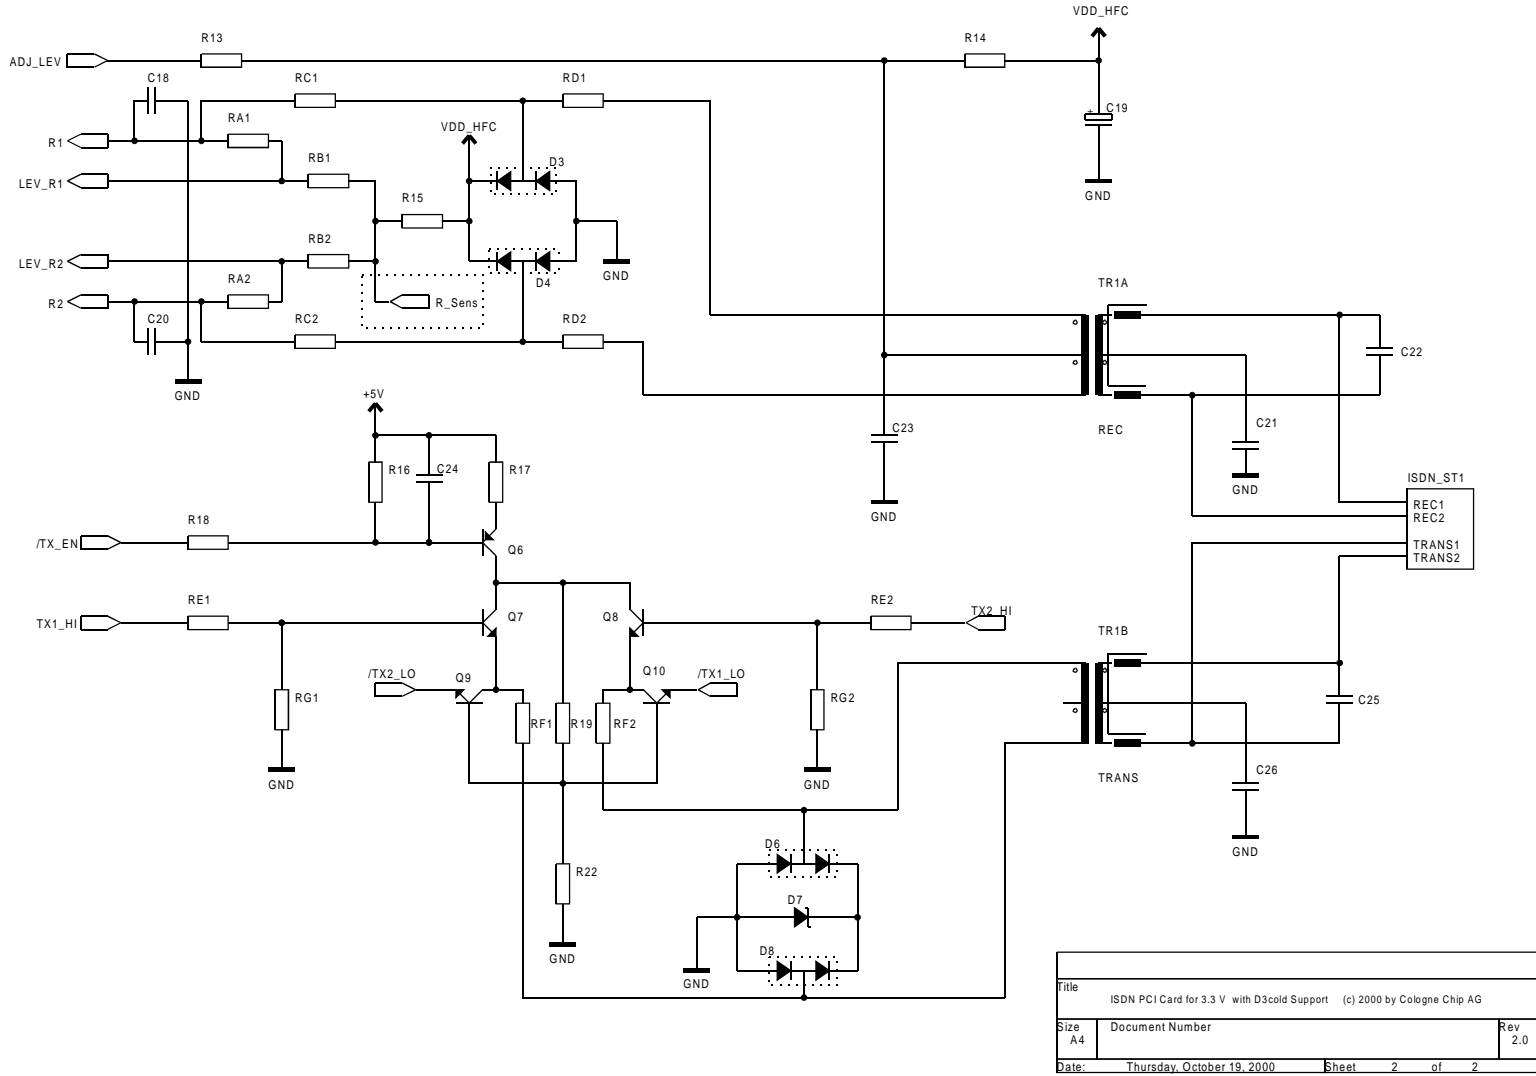 VDD_HFC
R13
R14
ADJ_LEV
C18
RC1
RD1
C19
+
RA1
VDD_HFC
R1
D3
RB1
LEV_R1
GND
R15
RB2
LEV_R2
GND
RA2
D4
TR1A
R2
R_Sens
C20
RC2
RD2
C22
GND
+5V
C23
C21
REC
R16
C24
R17
ISDN_ST1
GND
REC1
REC2
GND
R18
/TX_EN
Q6
TRANS1
TRANS2
RE1
RE2
TX2_HI
TX1_HI
Q7
Q8
TR1B
/TX2_LO
Q9
Q10
/TX1_LO
RG1
RG2
C25
RF1
R19
RF2
GND
GND
TRANS
C26
D6
GND
R22
D7
D8
GND
GND
Title
ISDN PCI Card for 3.3 V with D3cold Support (c) 2000 by Cologne Chip AG
Size
Document Number
Rev
A4
2.0
Date:
Thursday, October 19, 2000
Sheet 2 of 2